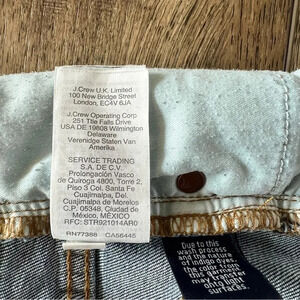 J.Crew U.K. Limited
100 New Bridge Street
London, EC4V 6JA
J.Crew Operating Corp
251 Ttle Falls Drive
USA DE 19808 Wilmington
Delaware
Verenidge Staten Van
Amerika
SERVICE TRADING
S.A. DE C.V.
Prolongación Vasco
de Quiroga 4800, Torre 2,
Piso 3 Col. Santa Fe
Cuajimalpa, Del.
Cuajimalpa de Morelos
C.P. 05348, Ciudad de
México, MÉXICO
RFC: STR921014AR0
RN77388 CA56445
Due to this
wash process
and the nature
of indigo dyes,
the color from
this garment
may transfer
onto light
surfaces.